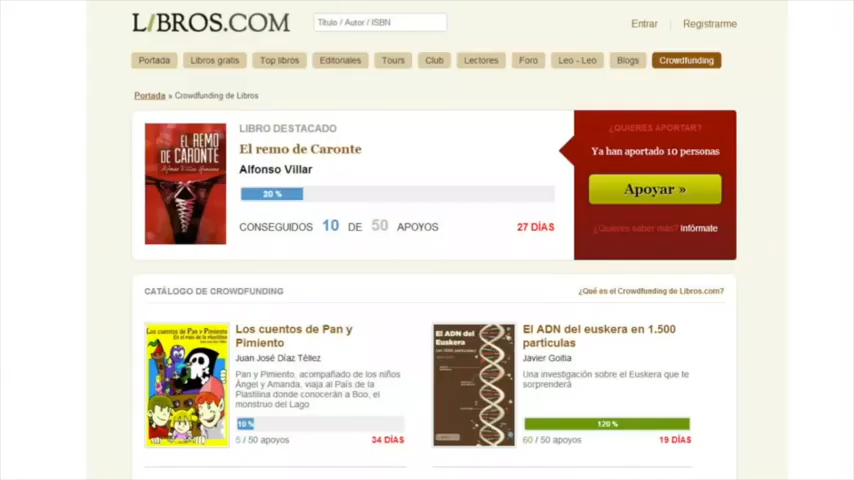 LIBROS.COM
Título / Autor / ISBN
Entrar
Registrarme
Portada
Libros gratis
Top libros
Editoriales
Tours
Club
Lectores
Foro
Leo - Leo
Blogs
Crowdfunding
Portada » Crowdfunding de Libros
EL REMO
DE CARONTE
LIBRO DESTACADO
El remo de Caronte
Alfonso Villar
20 %
CONSEGUIDOS 10 DE 50 APOYOS
27 DÍAS
¿QUIERES APORTAR?
Ya han aportado 10 personas
Apoyar »
¿Quieres saber más? Infórmate
CATÁLOGO DE CROWDFUNDING
¿Qué es el Crowdfunding de Libros.com?
Los cuentos de Pan y Pimiento
Los cuentos de Pan y
Pimiento
Juan José Díaz Téllez
Pan y Pimiento, acompañado de los niños
Ángel y Amanda, viaja al País de la
Plastilina donde conocerán a Boo, el
monstruo del Lago
10 %
5 / 50 apoyos
34 DÍAS
El ADN del
Euskera
El ADN del euskera en 1.500
partículas
Javier Goitia
Una investigación sobre el Euskera que te
sorprenderá
120 %
60 / 50 apoyos
19 DÍAS